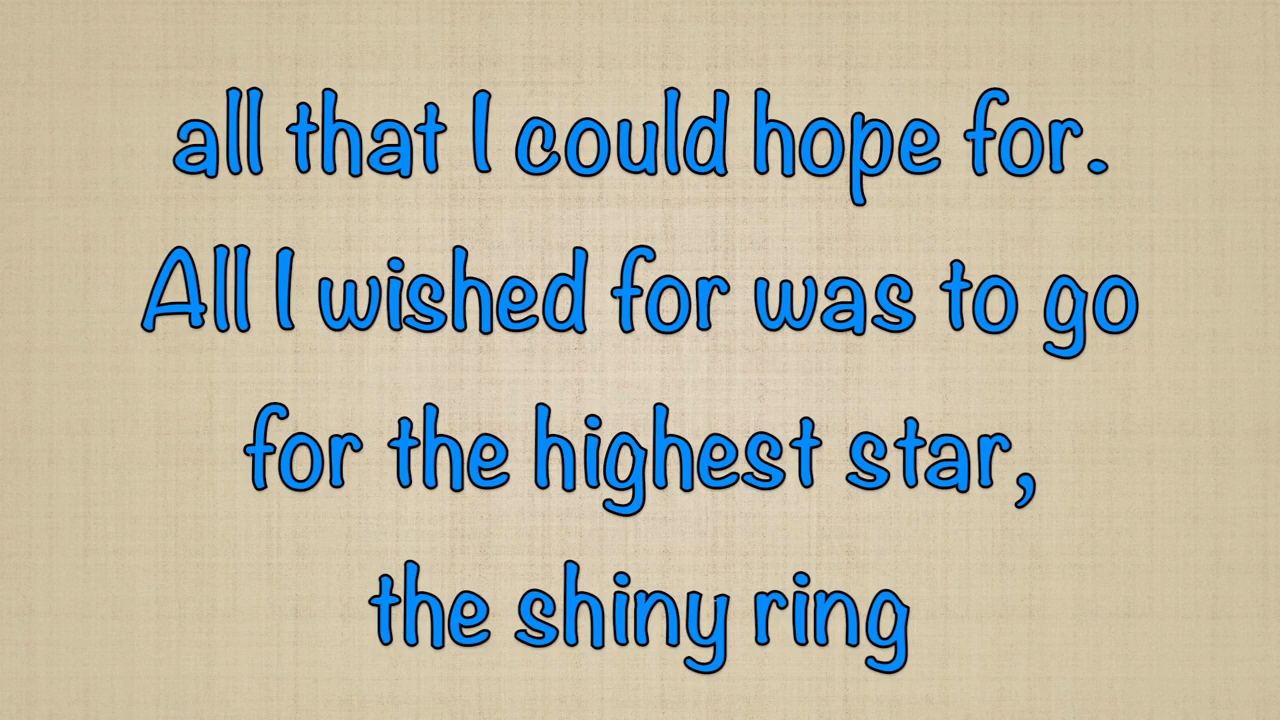 all that I could hope for.
All I wished for was to go
for the highest star,
the shiny ring